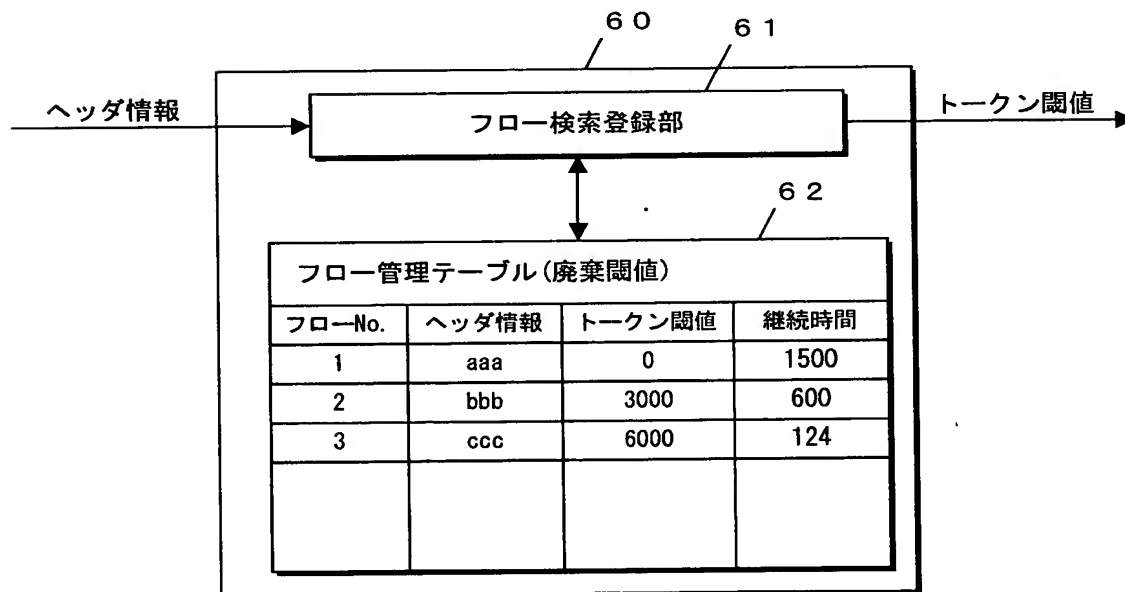 ６０
６１
ヘッダ情報
フロー検索登録部
トークン閾値
６２
フロー管理テーブル(廃棄閾値)
フローNo. ヘッダ情報 トークン閾値 継続時間
1 aaa 0 1500
2 bbb 3000 600
3 ccc 6000 124